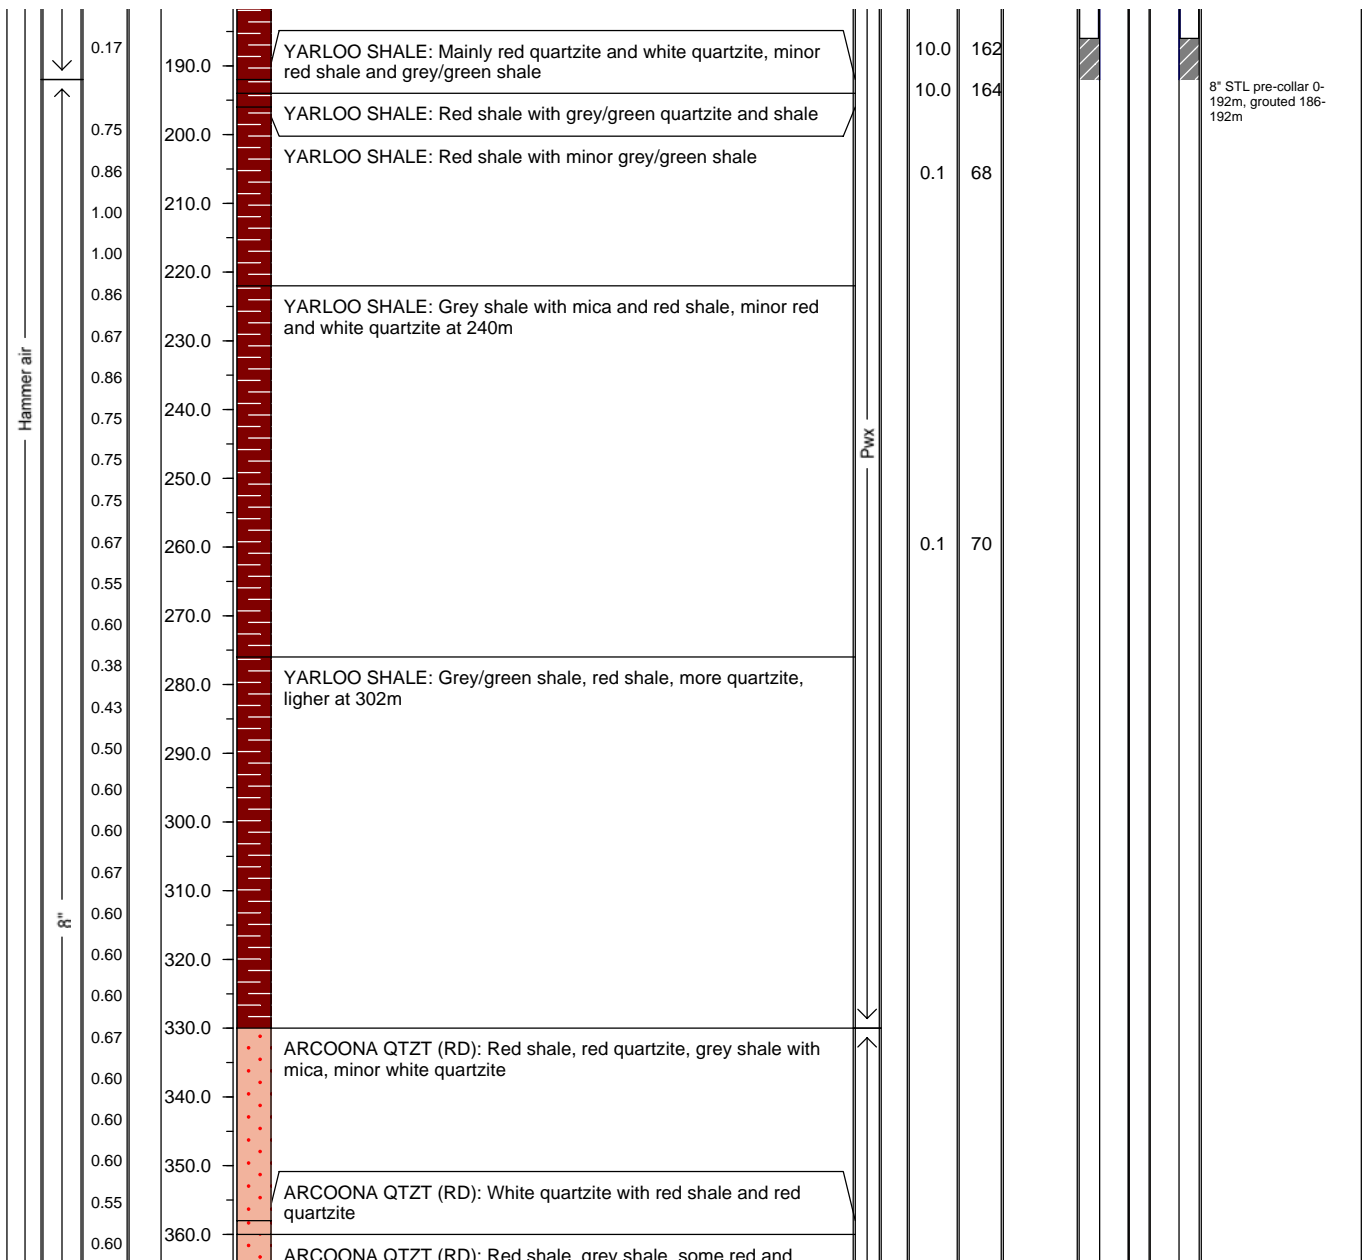 0.17
190.0
YARLOO SHALE: Mainly red quartzite and white quartzite, minor
red shale and grey/green shale
10.0 162
10.0 164
8" STL pre-collar 0-
192m, grouted 186-
192m
0.75
200.0
YARLOO SHALE: Red shale with grey/green quartzite and shale
YARLOO SHALE: Red shale with minor grey/green shale
0.86
0.1 68
210.0
1.00
1.00
220.0
0.86
YARLOO SHALE: Grey shale with mica and red shale, minor red
and white quartzite at 240m
0.67
230.0
Hammer air
0.86
240.0
0.75
Pwx
0.75
250.0
0.75
0.67
260.0
0.1 70
0.55
270.0
0.60
0.38
280.0
YARLOO SHALE: Grey/green shale, red shale, more quartzite,
ligher at 302m
0.43
0.50
290.0
0.60
300.0
0.60
0.67
310.0
8"
0.60
0.60
320.0
0.60
330.0
0.67
ARCOONA QTZT (RD): Red shale, red quartzite, grey shale with
mica, minor white quartzite
0.60
340.0
0.60
0.60
350.0
0.55
ARCOONA QTZT (RD): White quartzite with red shale and red
quartzite
360.0
0.60
ARCOONA QTZT (RD): Red shale, grey shale, some red and